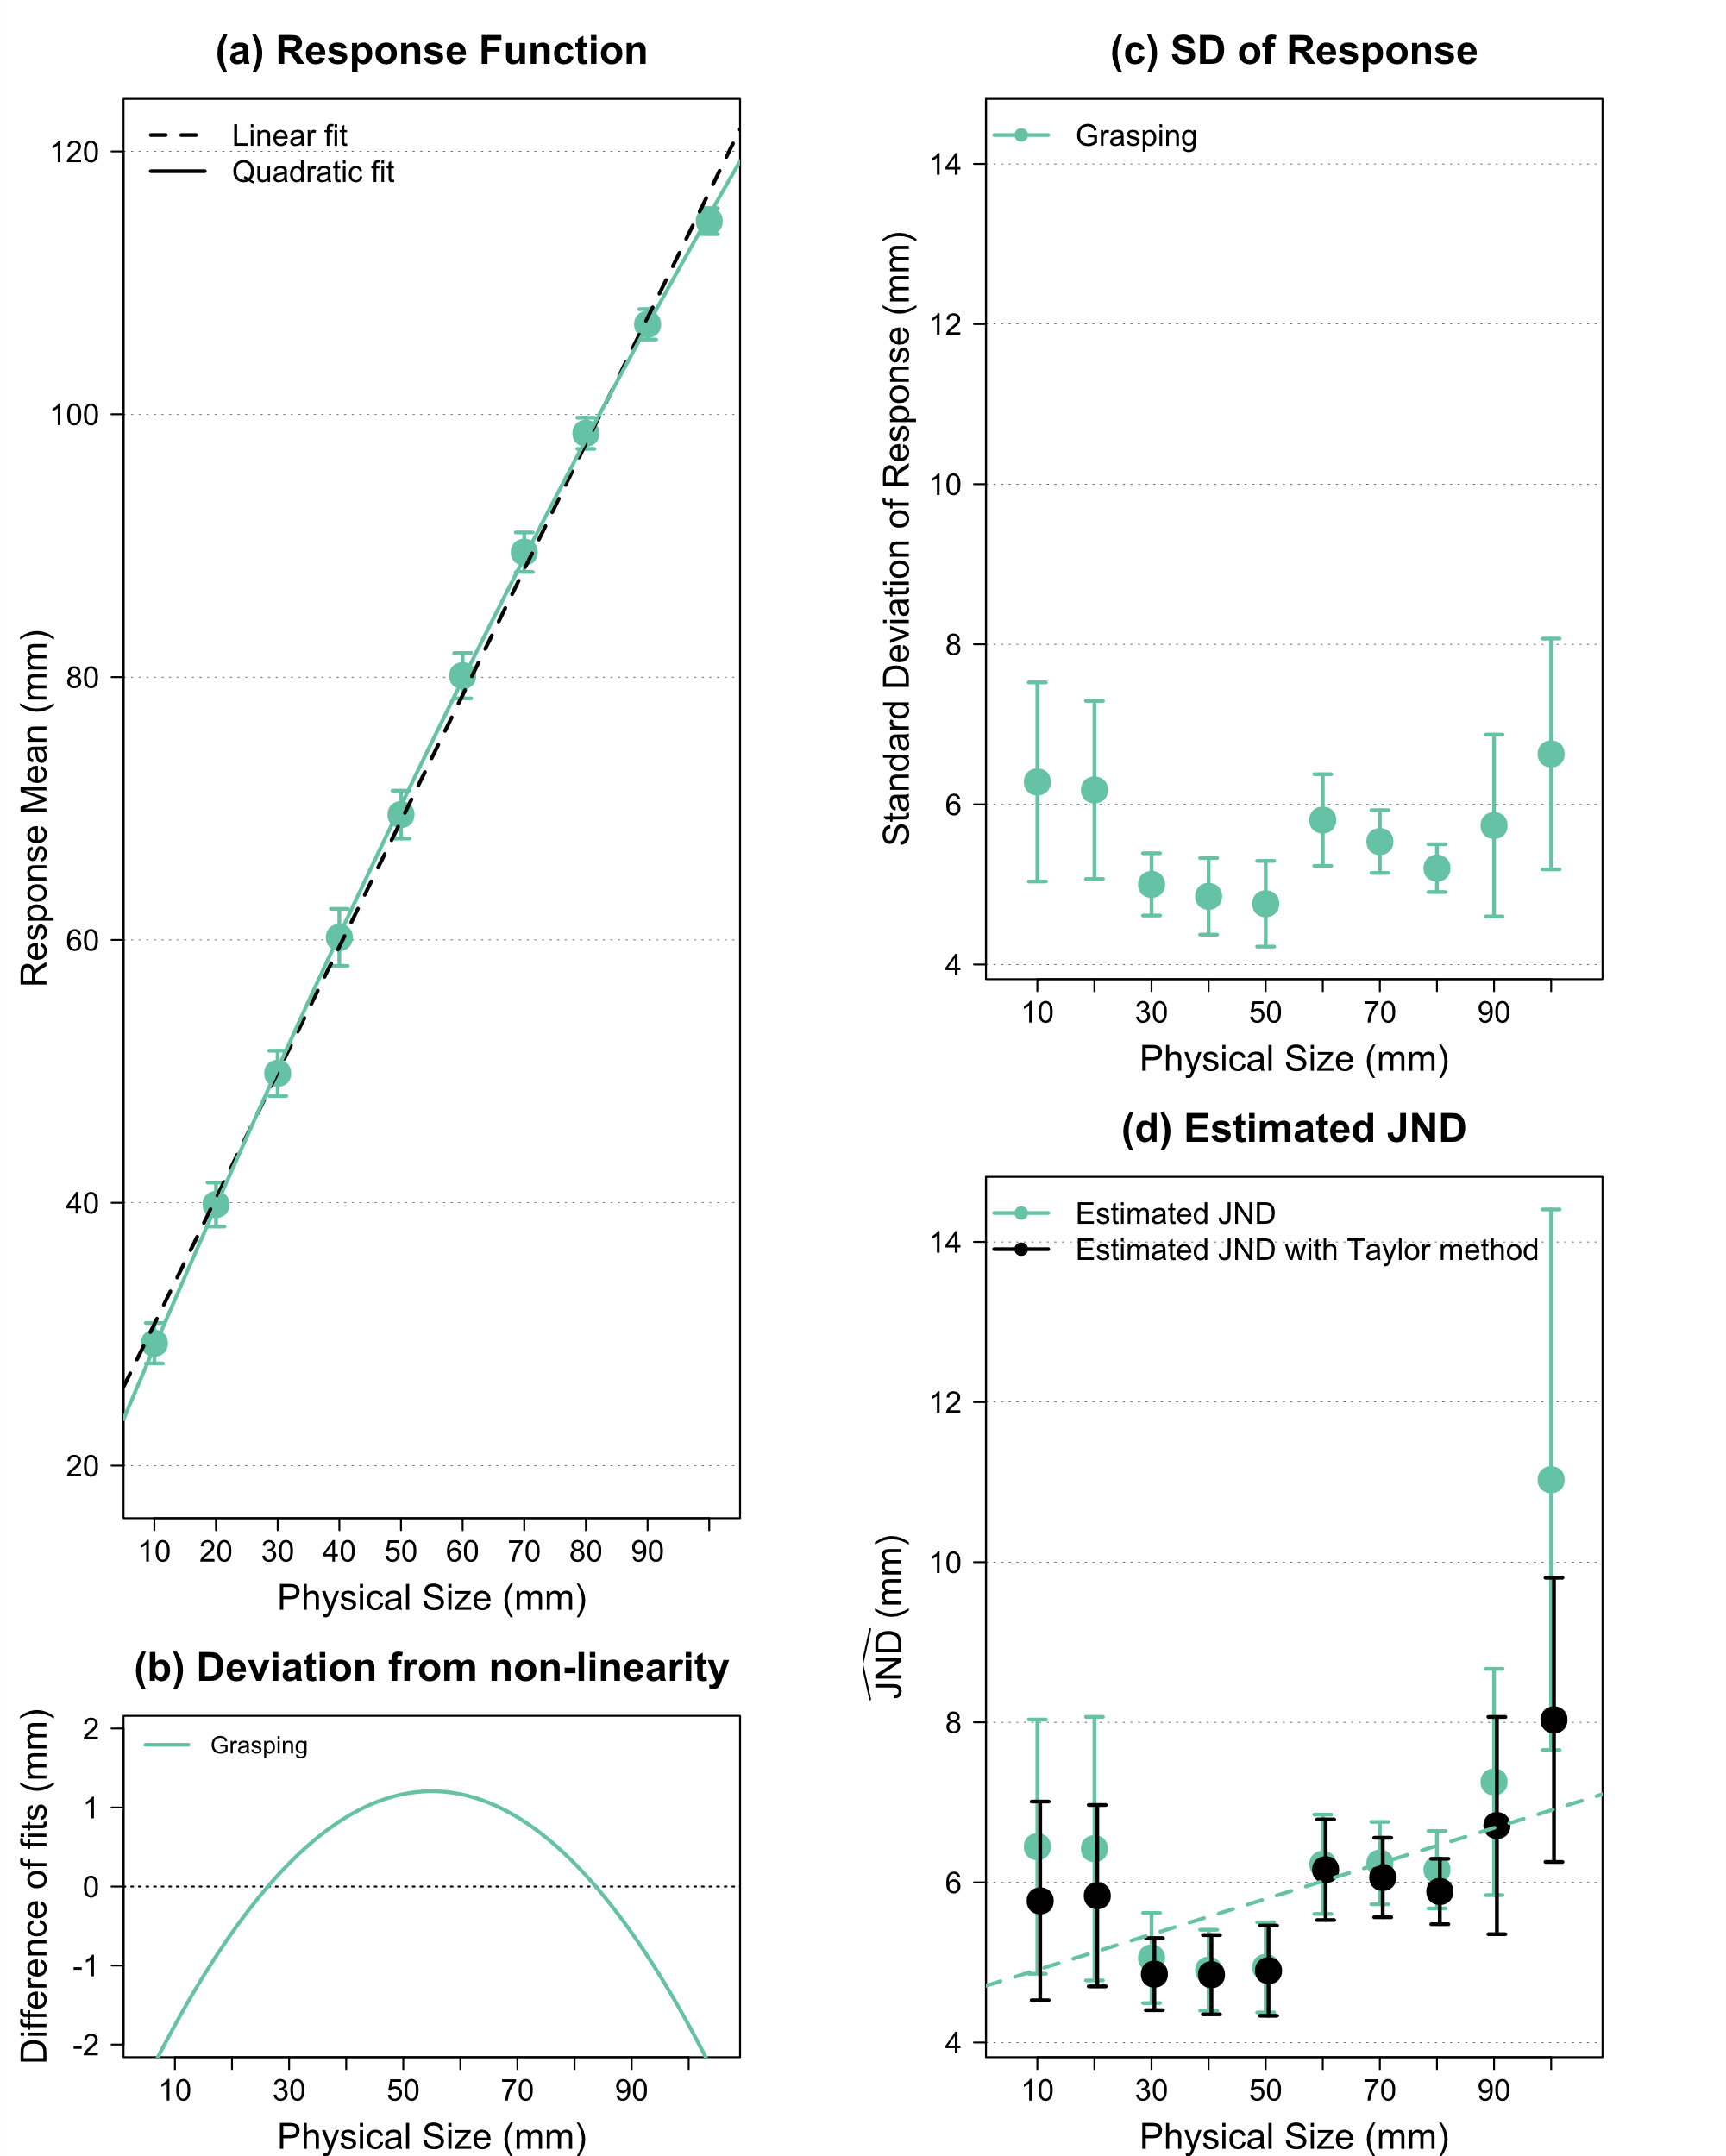 (a) Response Function
Linear fit
Quadratic fit
120
100
80
60
40
20
Response Mean (mm)
10 20 30 40 50 60 70 80 90
Physical Size (mm)
(b) Deviation from non-linearity
Grasping
2
1
0
-1
-2
Difference of fits (mm)
10 30 50 70 90
Physical Size (mm)
(c) SD of Response
Grasping
14
12
10
8
6
4
Standard Deviation of Response (mm)
10 30 50 70 90
Physical Size (mm)
(d) Estimated JND
Estimated JND
Estimated JND with Taylor method
14
12
10
8
6
4
JND (mm)
10 30 50 70 90
Physical Size (mm)